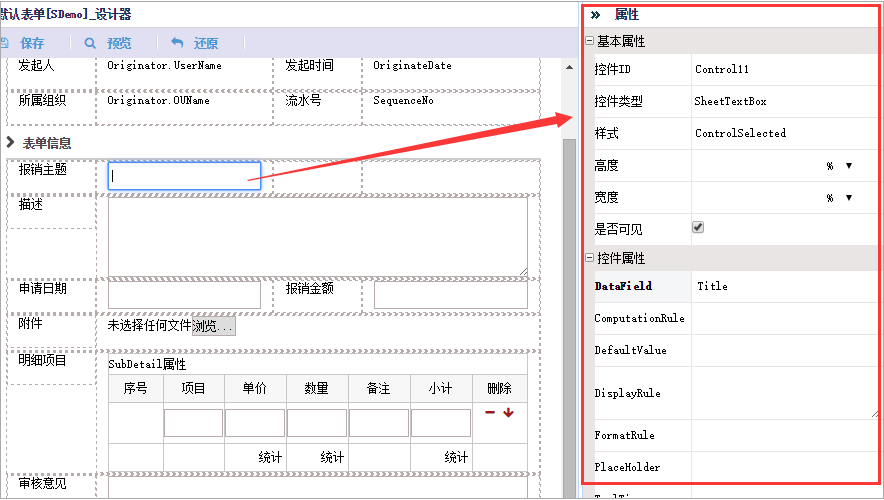 默认表单[SDemo]_设计器
保存 预览 还原
发起人 Originator.UserName 发起时间 OriginateDate
所属组织 Originator.OUName 流水号 SequenceNo
表单信息
报销主题
描述
申请日期 报销金额
附件 未选择任何文件 浏览...
明细项目 SubDetail属性
序号 项目 单价 数量 备注 小计 删除
统计 统计 统计
审核意见
属性
基本属性
控件ID Control11
控件类型 SheetTextBox
样式 ControlSelected
高度 %
宽度 %
是否可见
控件属性
DataField Title
ComputationRule
DefaultValue
DisplayRule
FormatRule
PlaceHolder